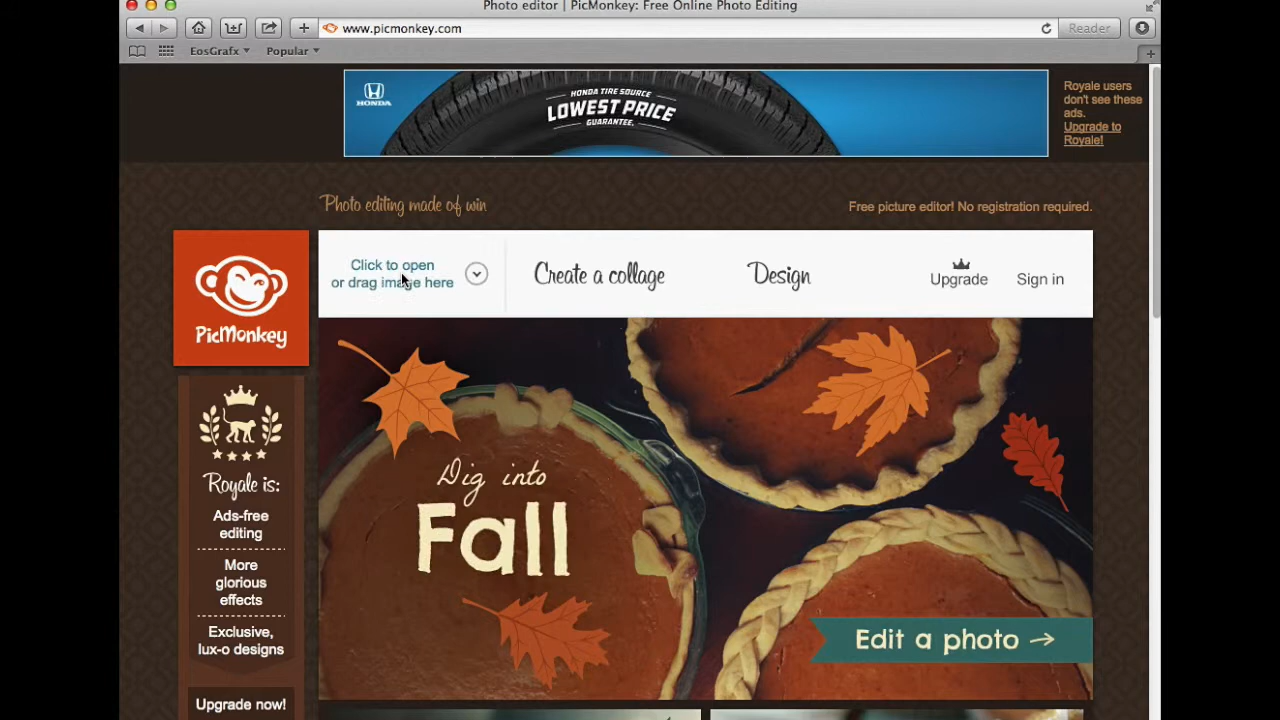 Photo editor | PicMonkey: Free Online Photo Editing
www.picmonkey.com
Reader
EosGrafx
Popular
HONDA
HONDA TIRE SOURCE
LOWEST PRICE
GUARANTEE.
Royale users
don't see these
ads.
Upgrade to
Royale!
Photo editing made of win
Free picture editor! No registration required.
PicMonkey
Click to open
or drag image here
Create a collage
Design
Upgrade
Sign in
Royale is:
Ads-free
editing
More
glorious
effects
Exclusive,
lux-o designs
Upgrade now!
Dig into
Fall
Edit a photo →